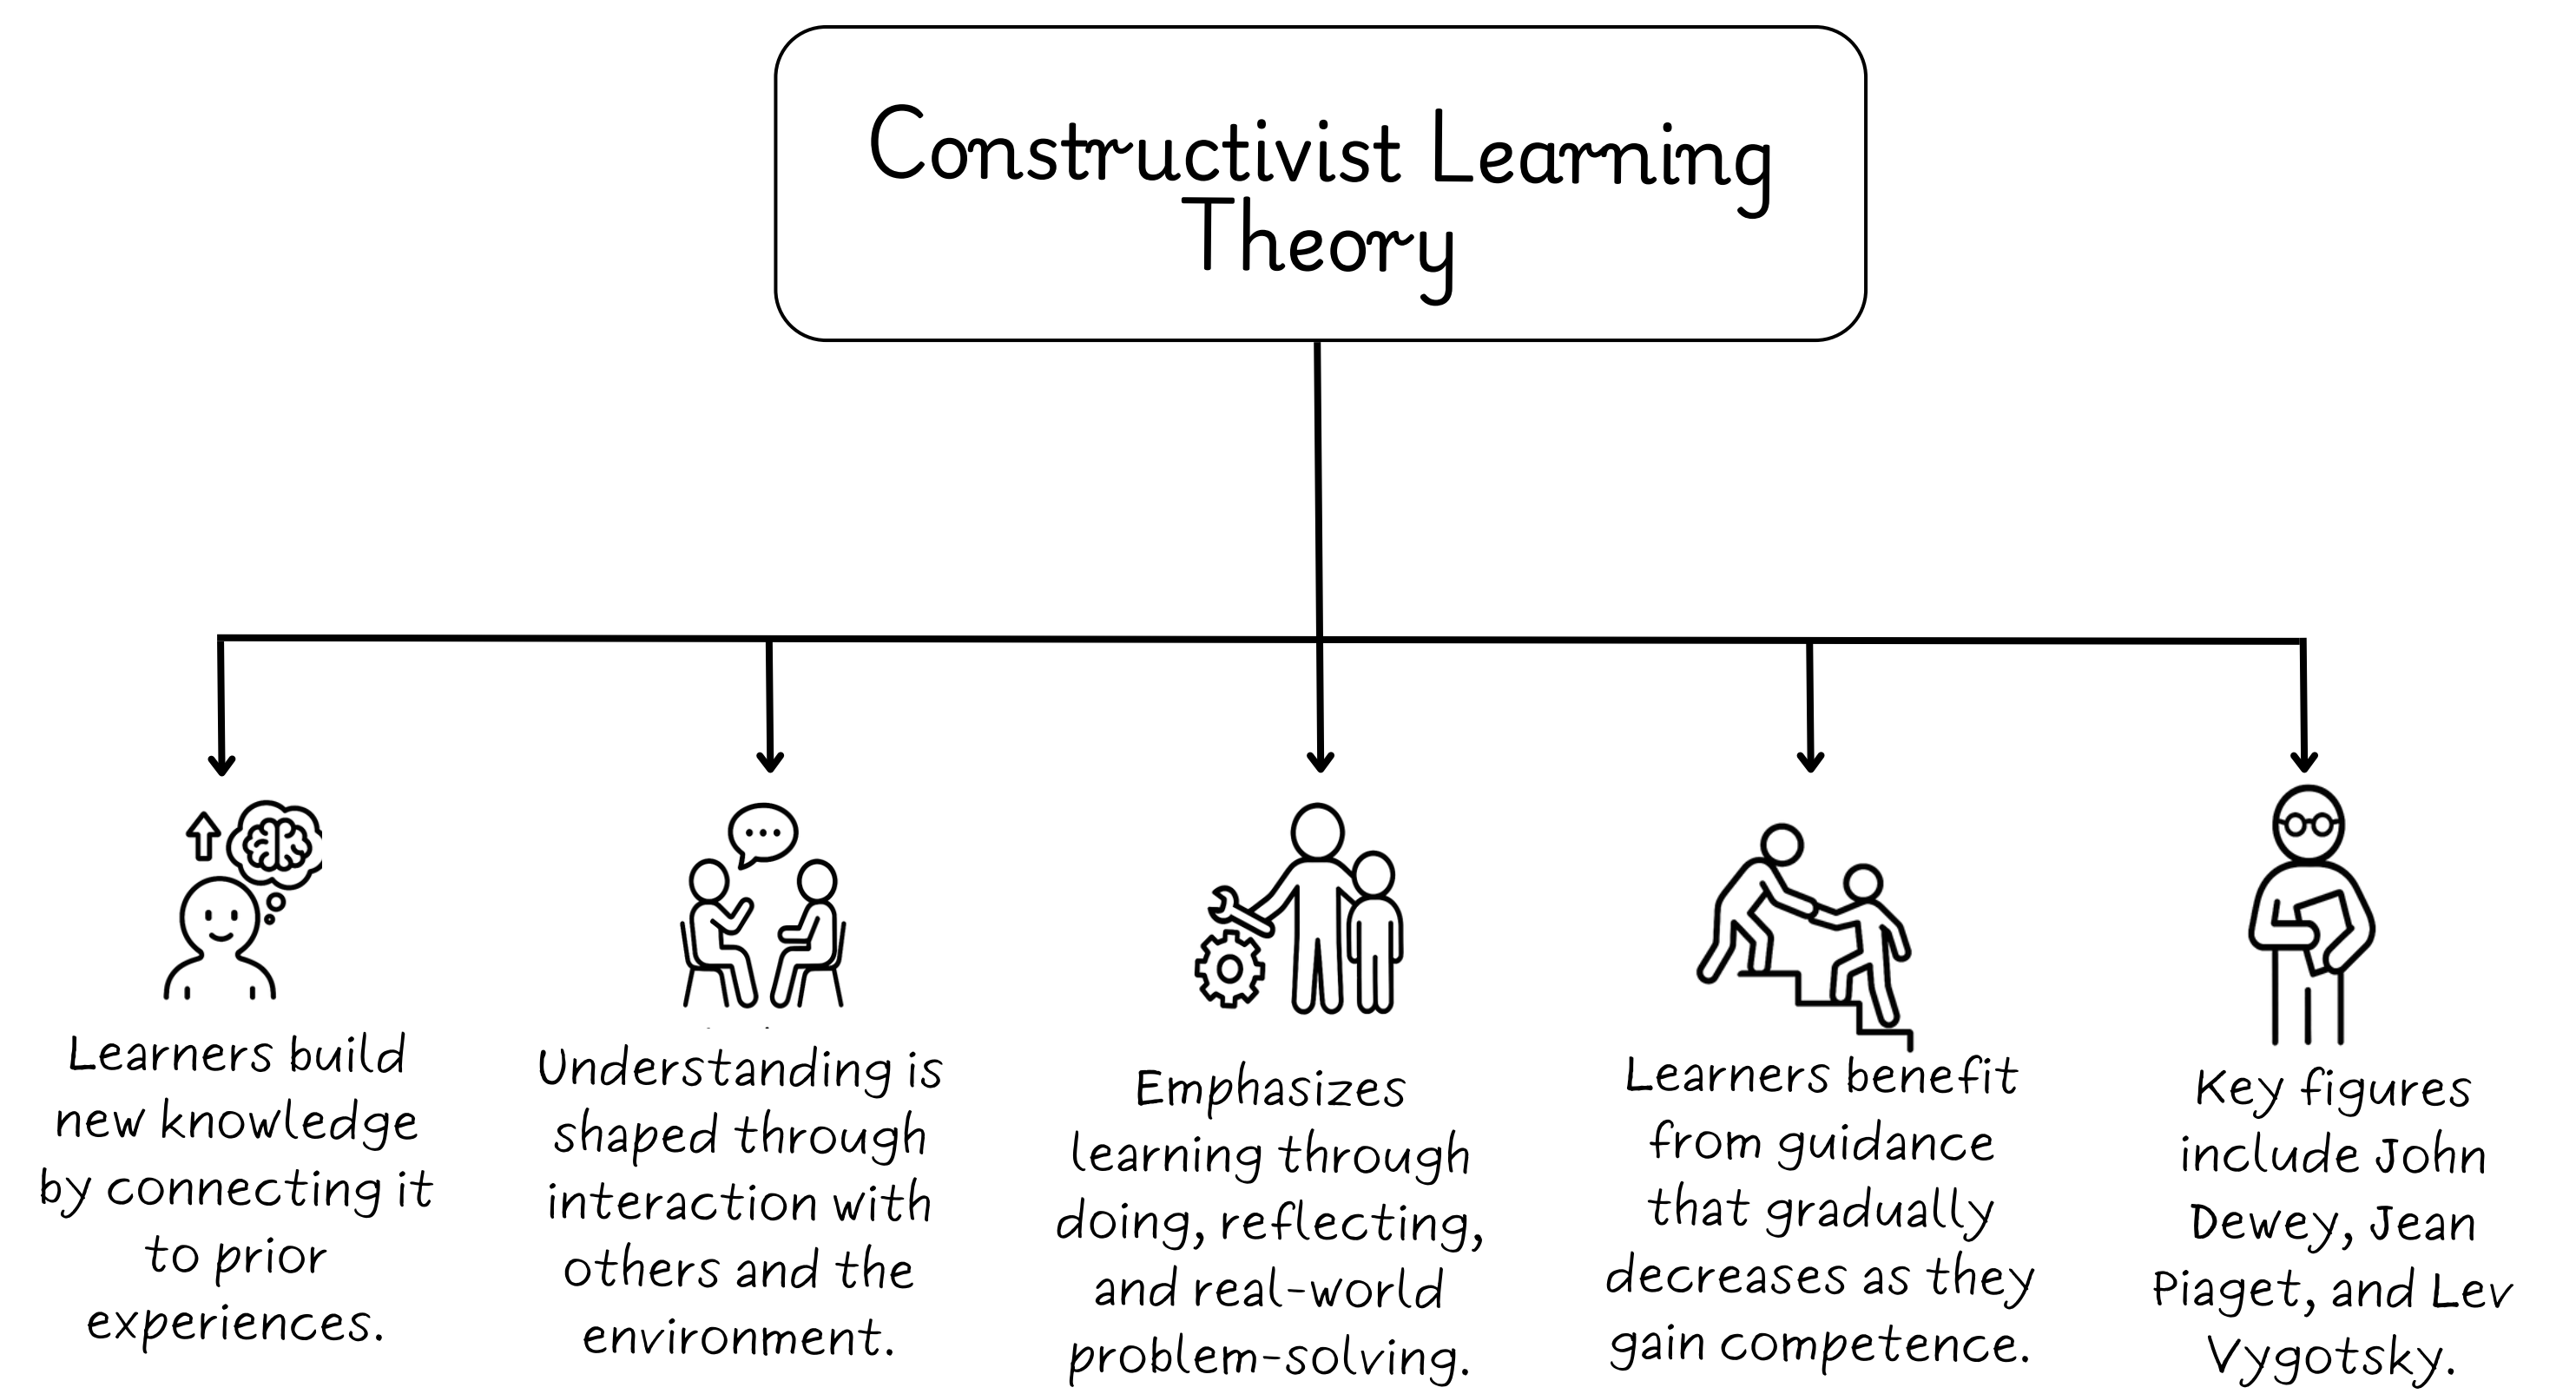 Constructivist Learning
Theory
Learners build
new knowledge
by connecting it
to prior
experiences.
Understanding is
shaped through
interaction with
others and the
environment.
Emphasizes
learning through
doing, reflecting,
and real-world
problem-solving.
Learners benefit
from guidance
that gradually
decreases as they
gain competence.
Key figures
include John
Dewey, Jean
Piaget, and Lev
Vygotsky.